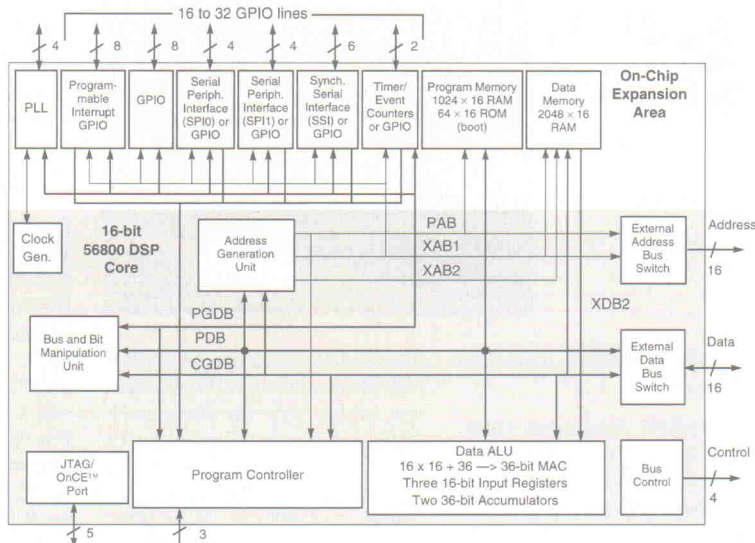 16 to 32 GPIO lines
4
8
8
4
4
6
2
PLL
Program-
mable
Interrupt
GPIO
GPIO
Serial
Periph.
Interface
(SPI0) or
GPIO
Serial
Periph.
Interface
(SPI1) or
GPIO
Synch.
Serial
Interface
(SSI) or
GPIO
Timer/
Event
Counters
or GPIO
Program Memory
1024 × 16 RAM
64 × 16 ROM
(boot)
Data
Memory
2048 × 16
RAM
On-Chip
Expansion
Area
Clock
Gen.
16-bit
56800 DSP
Core
Address
Generation
Unit
PAB
XAB1
XAB2
External
Address
Bus
Switch
Address
16
XDB2
Bus and Bit
Manipulation
Unit
PGDB
PDB
CGDB
External
Data
Bus
Switch
Data
16
JTAG/
OnCE™
Port
5
Program Controller
3
Data ALU
16 x 16 + 36 —> 36-bit MAC
Three 16-bit Input Registers
Two 36-bit Accumulators
Bus
Control
Control
4